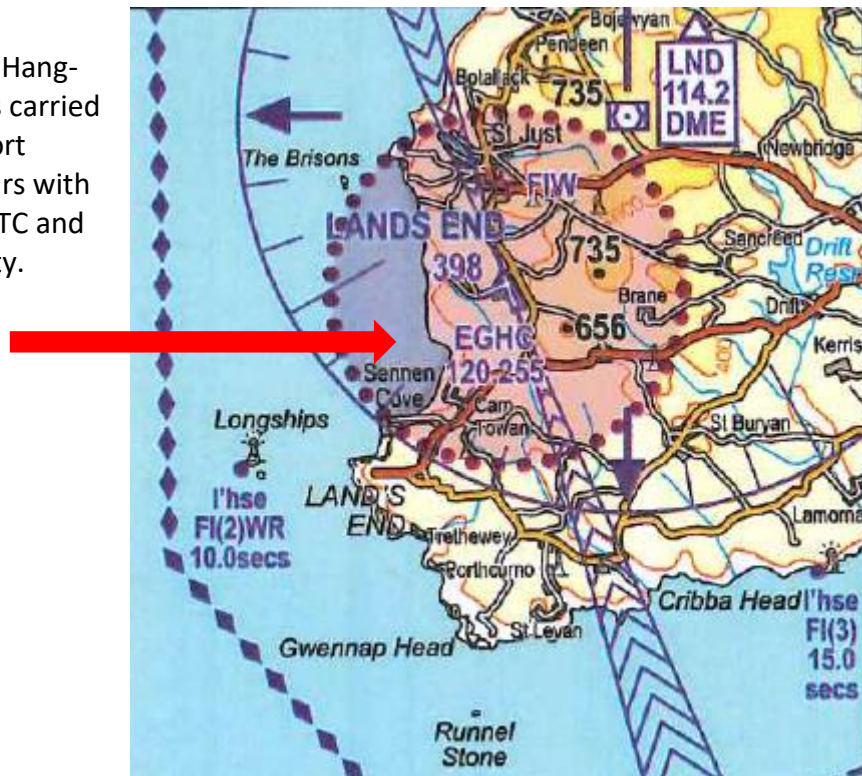 Hang-
carried
ort
rs with
TC and
ty.
Bojewyan
Pendeen
LND
114.2
DME
Botallack
735
St Just
The Brisons
Newbridge
FIW
LANDS END
398
735
Sancreed
Drift
Brane
Drift
656
EGHC
120.255
Kerris
400
Sennen
Cove
Carn
Towan
Longships
St Buryan
l'hse
Fl(2)WR
10.0secs
LAND'S
END
Lamorna
Trethewey
Porthcurno
Cribba Head
l'hse
Fl(3)
15.0
secs
St Levan
Gwennap Head
Runnel
Stone